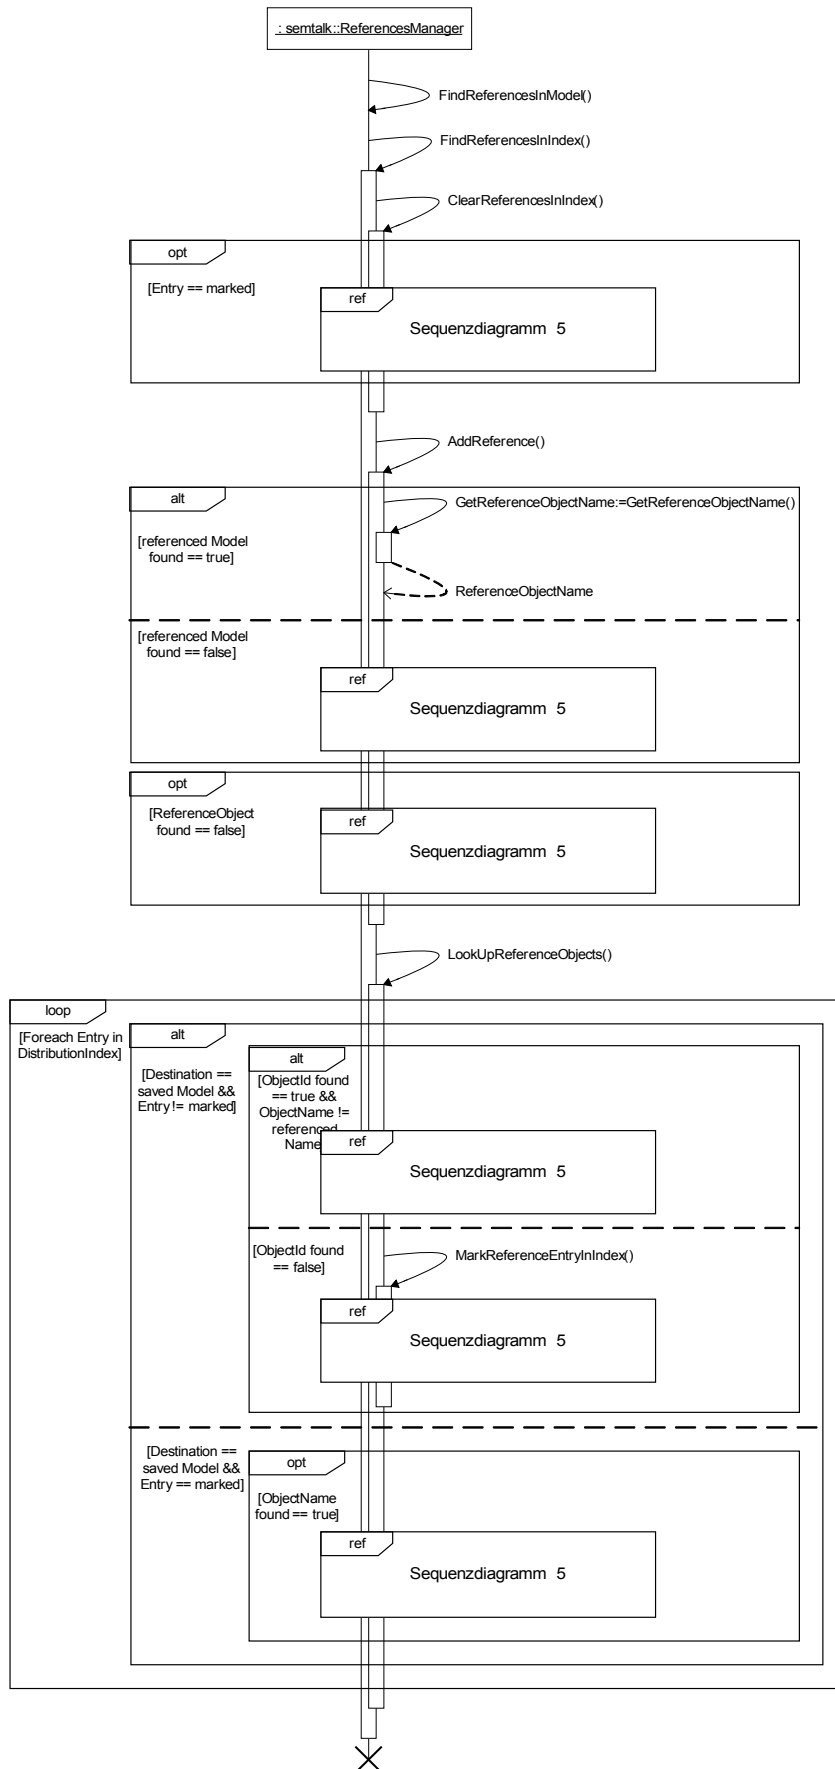 : semtalk::ReferencesManager
FindReferencesInModel()
FindReferencesInIndex()
ClearReferencesInIndex()
opt
[Entry == marked]
ref
Sequenzdiagramm 5
AddReference()
alt
GetReferenceObjectName:=GetReferenceObjectName()
[referenced Model
found == true]
ReferenceObjectName
[referenced Model
found == false]
ref
Sequenzdiagramm 5
opt
[ReferenceObject
found == false]
ref
Sequenzdiagramm 5
LookUpReferenceObjects()
loop
[Foreach Entry in
DistributionIndex]
alt
[Destination ==
saved Model &&
Entry != marked]
alt
[ObjectId found
== true &&
ObjectName !=
referenced
Name
ref
Sequenzdiagramm 5
[ObjectId found
== false]
MarkReferenceEntryInIndex()
ref
Sequenzdiagramm 5
[Destination ==
saved Model &&
Entry == marked]
opt
[ObjectName
found == true]
ref
Sequenzdiagramm 5